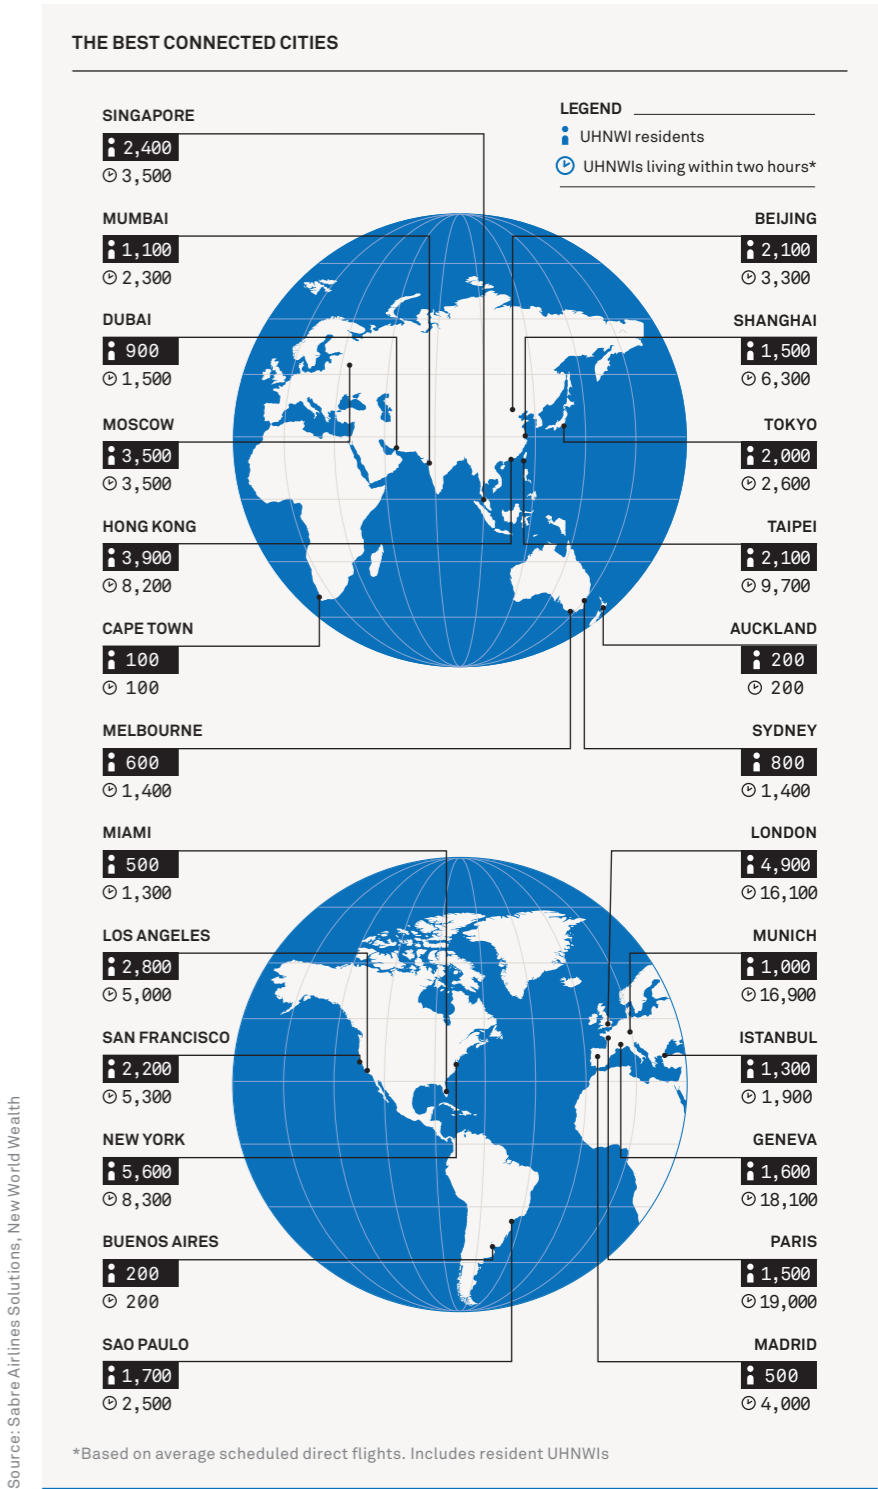 THE BEST CONNECTED CITIES
LEGEND
UHNWI residents
UHNWIs living within two hours*
SINGAPORE
2,400
3,500
MUMBAI
1,100
2,300
DUBAI
900
1,500
MOSCOW
3,500
3,500
HONG KONG
3,900
8,200
CAPE TOWN
100
100
MELBOURNE
600
1,400
BEIJING
2,100
3,300
SHANGHAI
1,500
6,300
TOKYO
2,000
2,600
TAIPEI
2,100
9,700
AUCKLAND
200
200
SYDNEY
800
1,400
MIAMI
500
1,300
LOS ANGELES
2,800
5,000
SAN FRANCISCO
2,200
5,300
NEW YORK
5,600
8,300
BUENOS AIRES
200
200
SAO PAULO
1,700
2,500
LONDON
4,900
16,100
MUNICH
1,000
16,900
ISTANBUL
1,300
1,900
GENEVA
1,600
18,100
PARIS
1,500
19,000
MADRID
500
4,000
*Based on average scheduled direct flights. Includes resident UHNWIs
Source: Sabre Airlines Solutions, New World Wealth